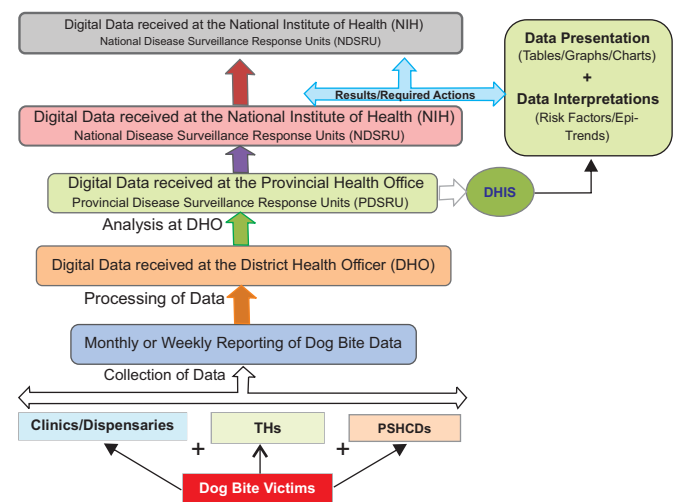 Digital Data received at the National Institute of Health (NIH)
National Disease Surveillance Response Units (NDSRU)
Data Presentation
(Tables/Graphs/Charts)
+
Data Interpretations
(Risk Factors/Epi-
Trends)
Results/Required Actions
Digital Data received at the National Institute of Health (NIH)
National Disease Surveillance Response Units (NDSRU)
Digital Data received at the Provincial Health Office
Provincial Disease Surveillance Response Units (PDSRU)
DHIS
Analysis at DHO
Digital Data received at the District Health Officer (DHO)
Processing of Data
Monthly or Weekly Reporting of Dog Bite Data
Collection of Data
Clinics/Dispensaries
+
THs
+
PSHCDs
Dog Bite Victims